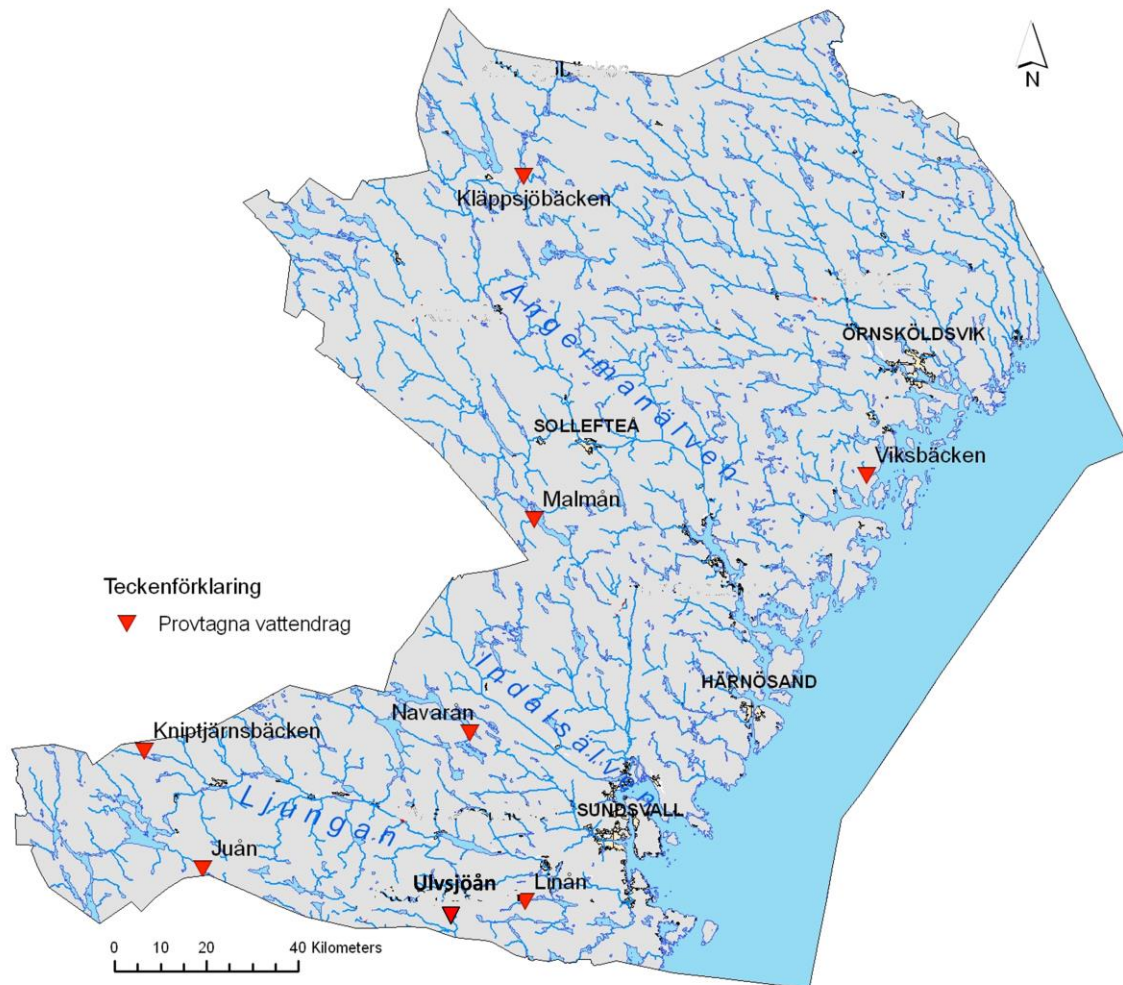 N
Kläppsjöbäcken
Ångermanälven
ÖRNSKÖLDSVIK
SOLLEFTEÅ
Viksbäcken
Malmån
Teckenförklaring
Provtagna vattendrag
Indalsälven
HÄRNÖSAND
Navarån
Kniptjärnsbäcken
Ljungan
SUNDSVALL
Juån
Ulvsjöån
Linån
0 10 20 40 Kilometers